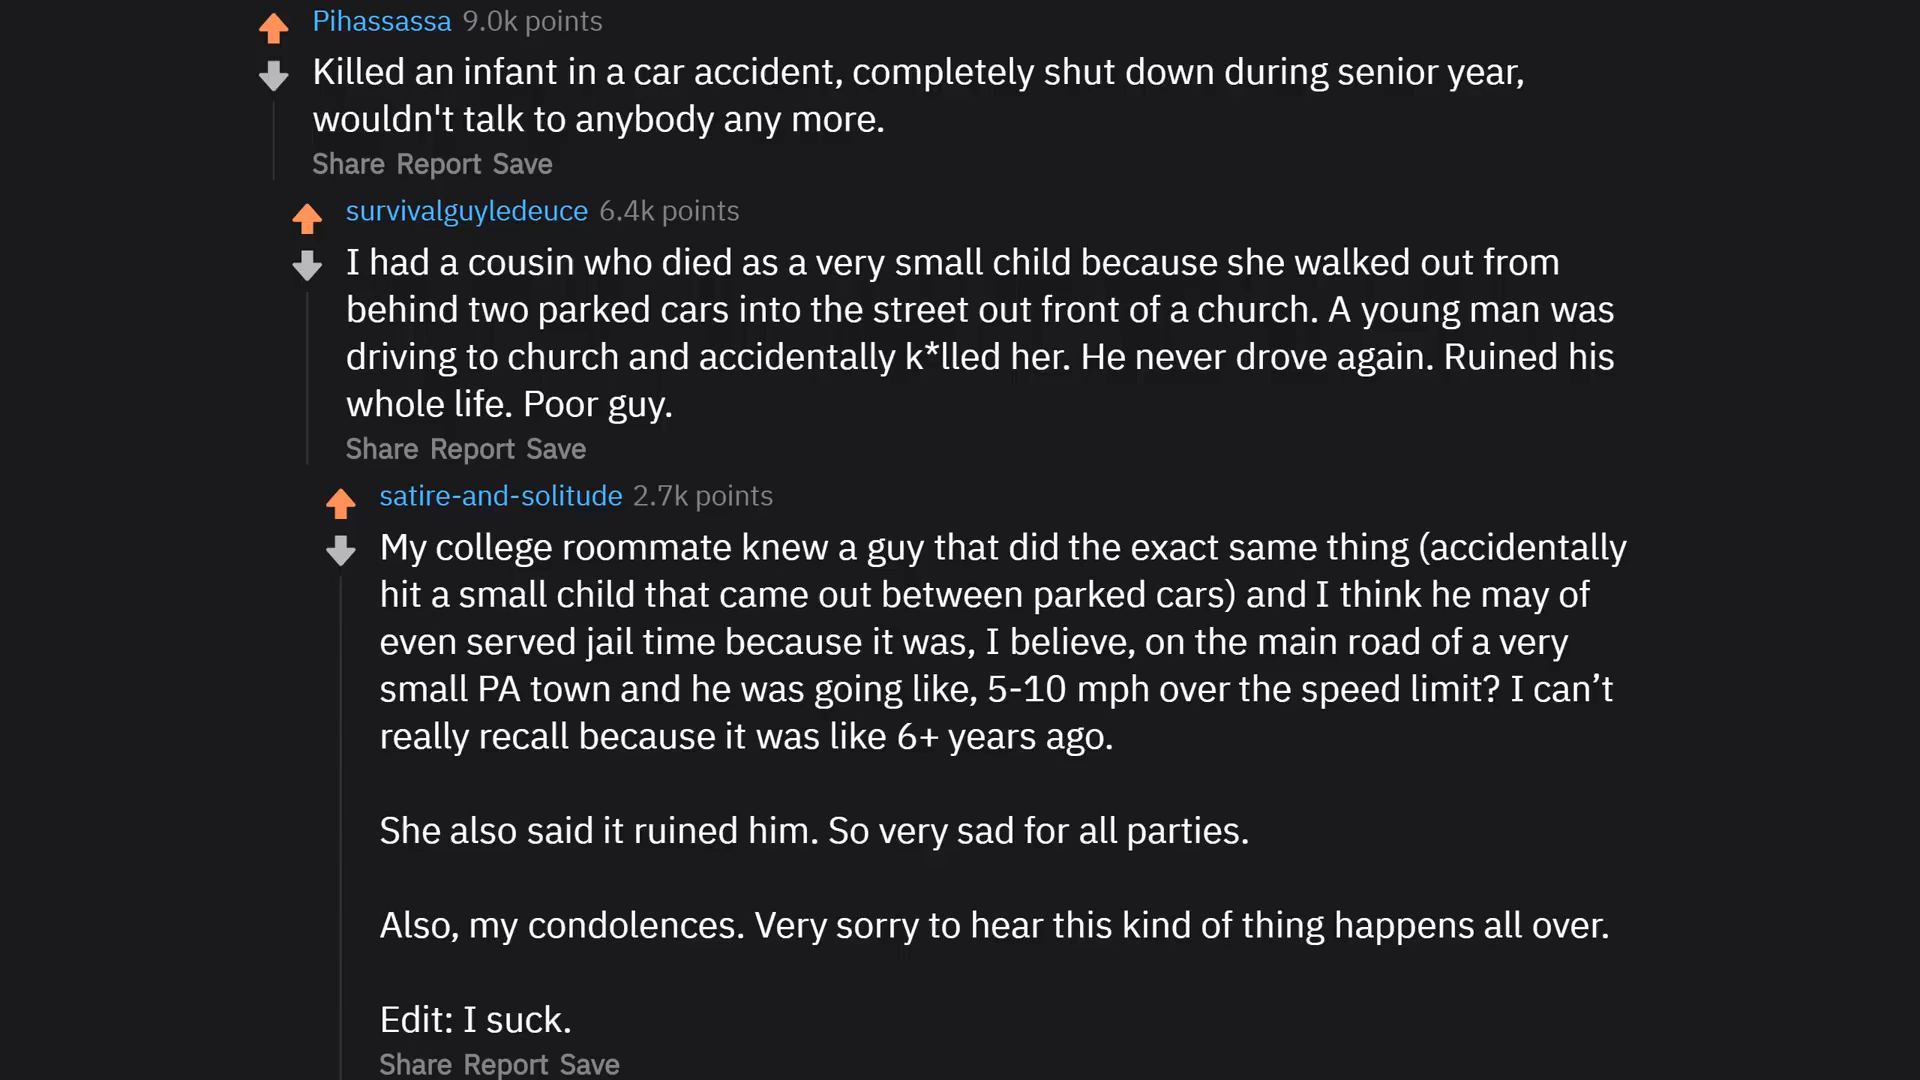 Pihassassa 9.0k points
Killed an infant in a car accident, completely shut down during senior year,
wouldn't talk to anybody any more.
Share Report Save
survivalguyledeuce 6.4k points
I had a cousin who died as a very small child because she walked out from
behind two parked cars into the street out front of a church. A young man was
driving to church and accidentally k*lled her. He never drove again. Ruined his
whole life. Poor guy.
Share Report Save
satire-and-solitude 2.7k points
My college roommate knew a guy that did the exact same thing (accidentally
hit a small child that came out between parked cars) and I think he may of
even served jail time because it was, I believe, on the main road of a very
small PA town and he was going like, 5-10 mph over the speed limit? I can’t
really recall because it was like 6+ years ago.
She also said it ruined him. So very sad for all parties.
Also, my condolences. Very sorry to hear this kind of thing happens all over.
Edit: I suck.
Share Report Save